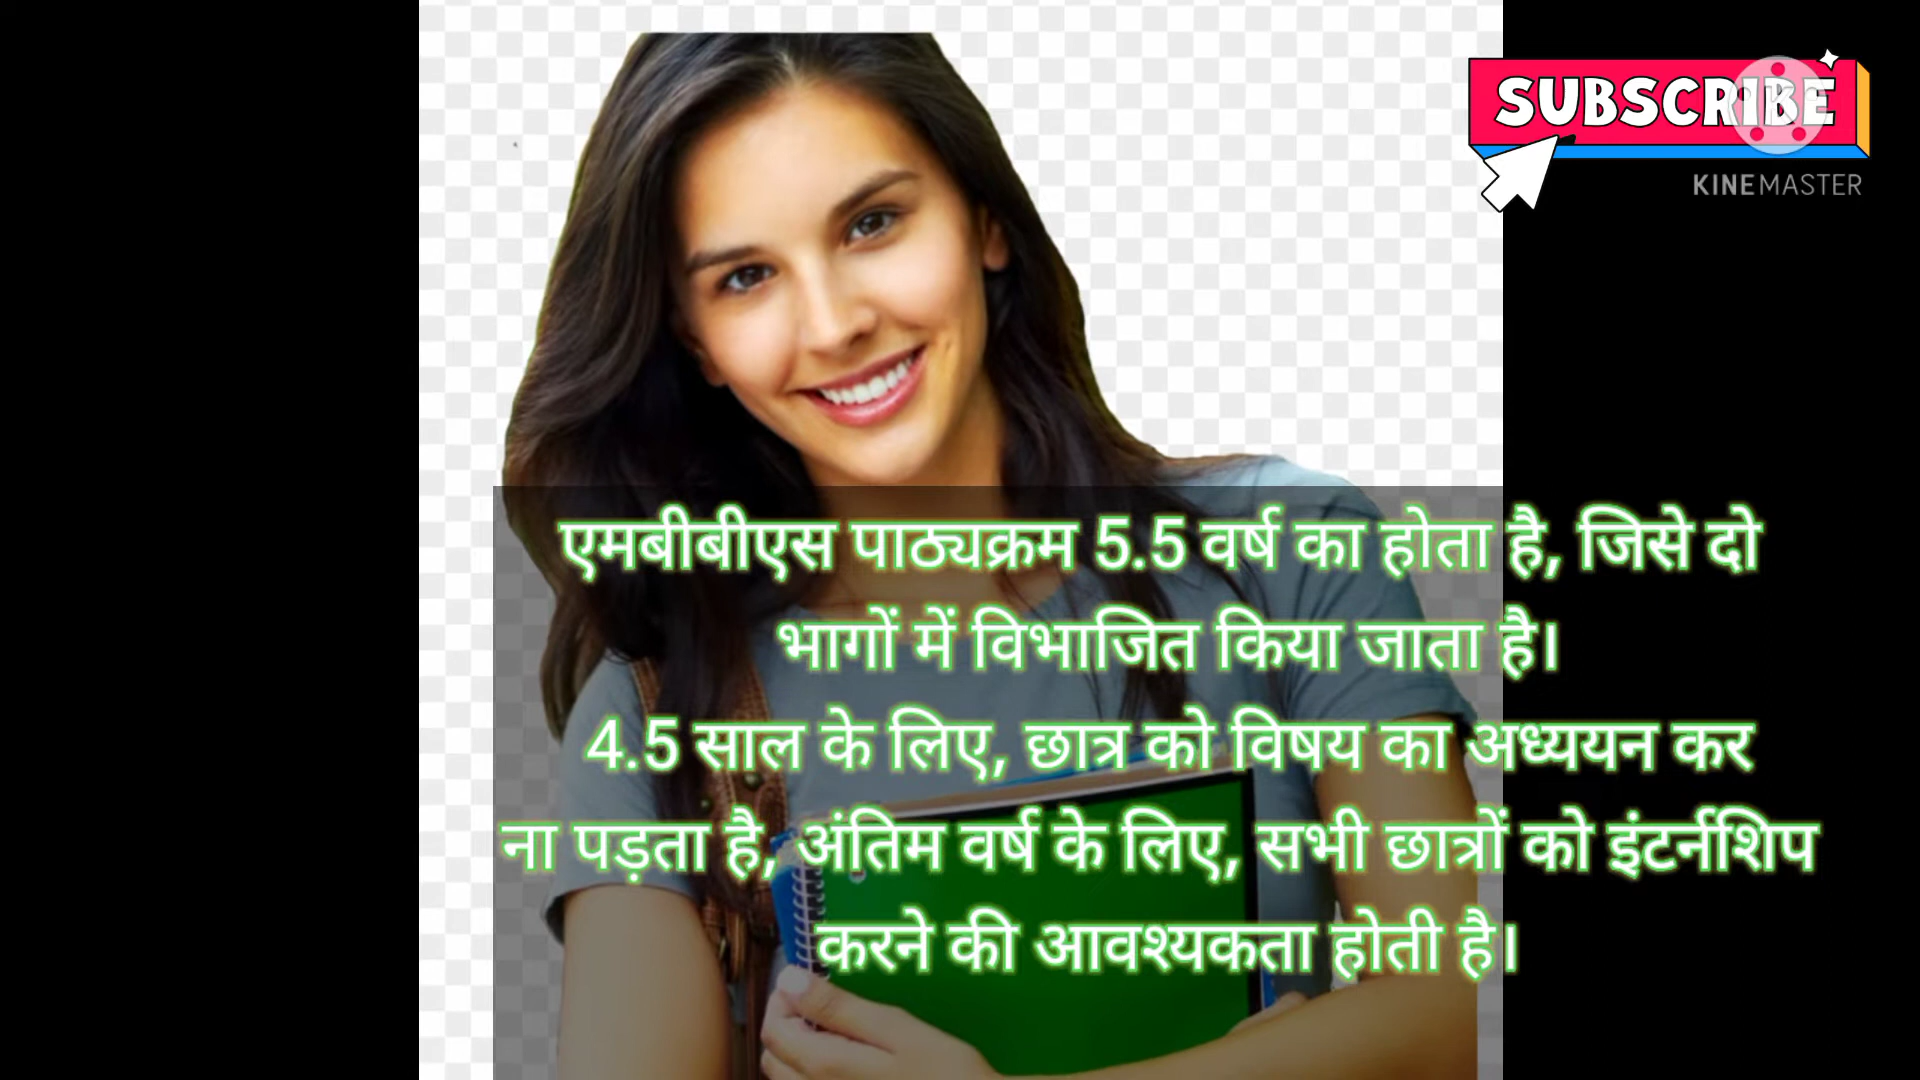 SUBSCRIBE
KINEMASTER
एमबीबीएस पाठ्यक्रम 5.5 वर्ष का होता है, जिसे दो
भागों में विभाजित किया जाता है।
4.5 साल के लिए, छात्र को विषय का अध्ययन कर
ना पड़ता है, अंतिम वर्ष के लिए, सभी छात्रों को इंटर्नशिप
करने की आवश्यकता होती है।